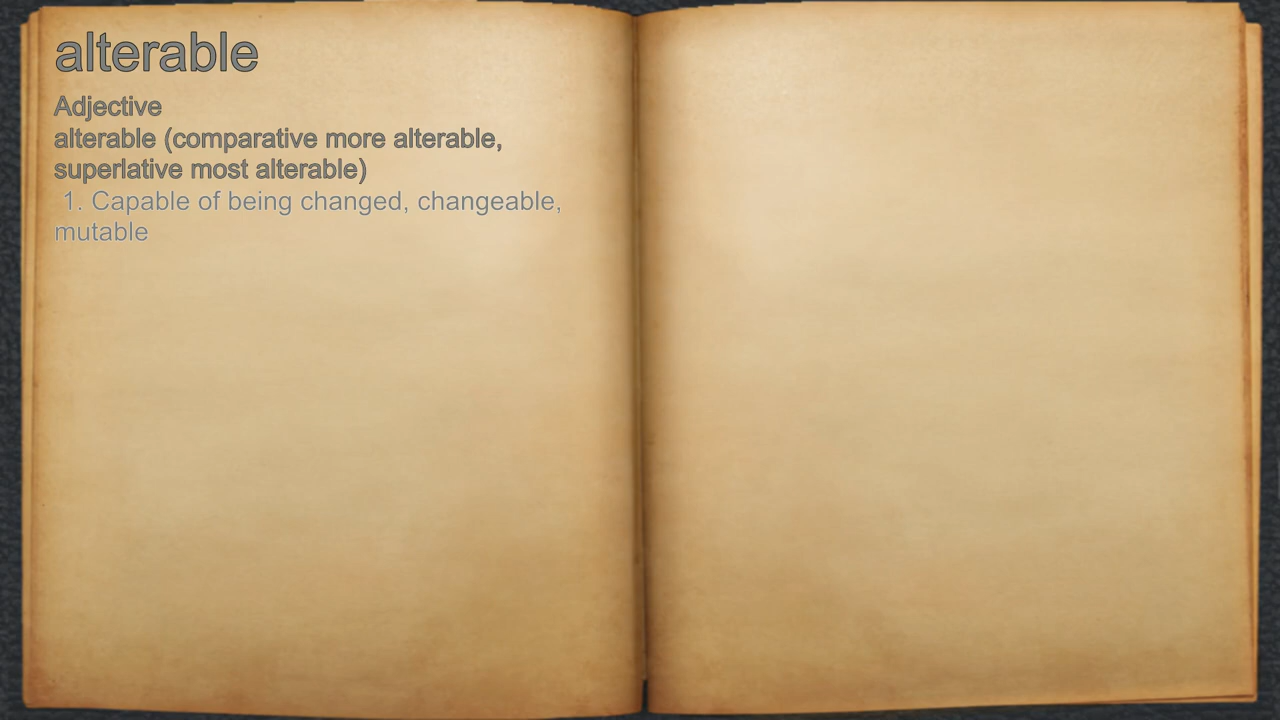 alterable
Adjective
alterable (comparative more alterable,
superlative most alterable)
1. Capable of being changed, changeable,
mutable